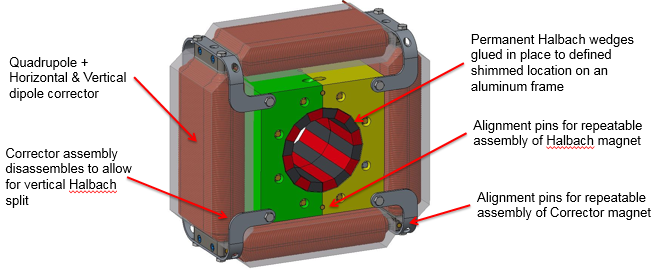 Quadrupole +
Horizontal & Vertical
dipole corrector
Corrector assembly
disassembles to allow
for vertical Halbach
split
Permanent Halbach wedges
glued in place to defined
shimmed location on an
aluminum frame
Alignment pins for repeatable
assembly of Halbach magnet
Alignment pins for repeatable
assembly of Corrector magnet